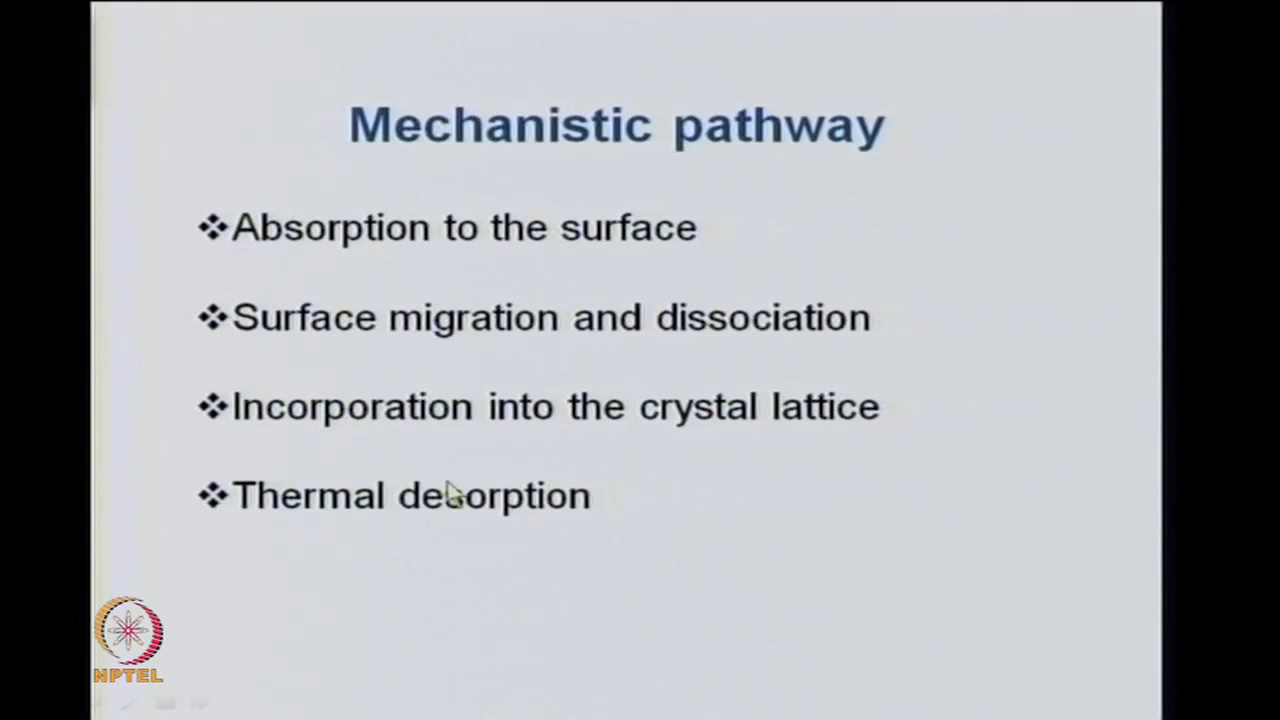 Mechanistic pathway
Absorption to the surface
Surface migration and dissociation
Incorporation into the crystal lattice
Thermal desorption
NPTEL